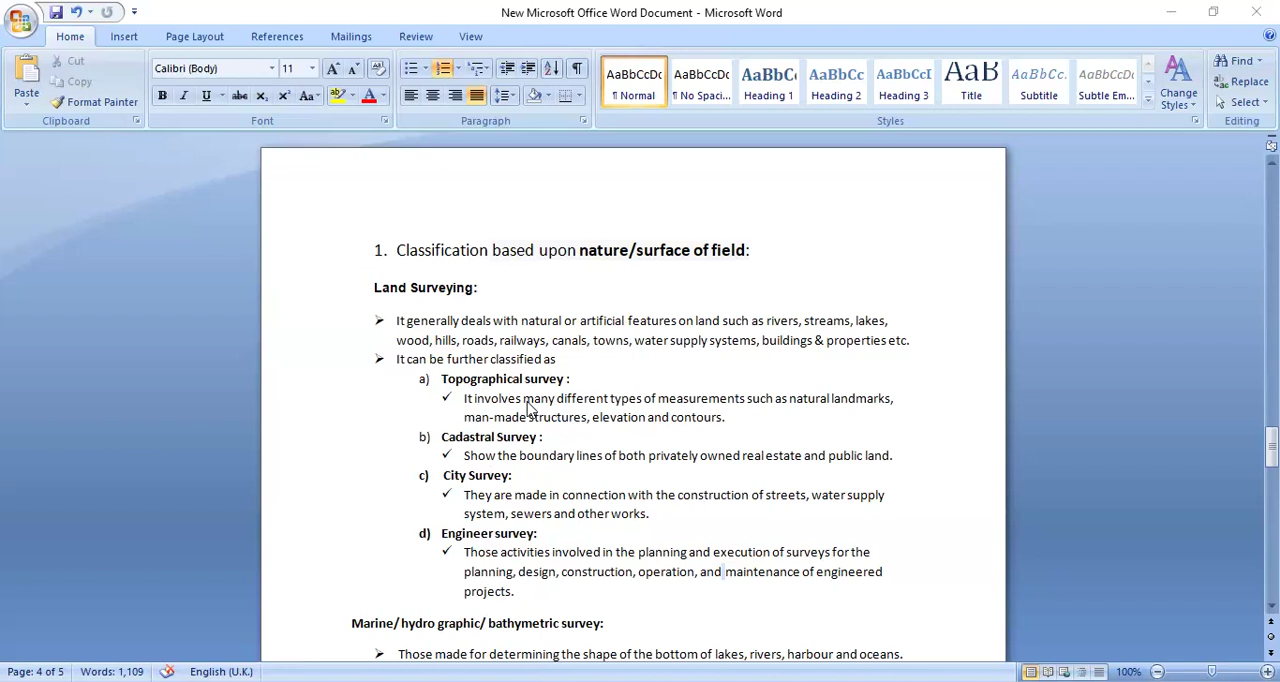 New Microsoft Office Word Document - Microsoft Word
Home Insert Page Layout References Mailings Review View
Paste
Cut
Copy
Format Painter
Clipboard
Calibri (Body) 11
B I U abc X₂ X² Aa
Font
Paragraph
AaBbCcDc AaBbCcDc AaBbC AaBbCc AaBbCcI AaB AaBbCc. AaBbCcDc
¶ Normal ¶ No Spaci... Heading 1 Heading 2 Heading 3 Title Subtitle Subtle Em...
Change Styles
Styles
Find
Replace
Select
Editing
1. Classification based upon nature/surface of field:
Land Surveying:
➢ It generally deals with natural or artificial features on land such as rivers, streams, lakes,
wood, hills, roads, railways, canals, towns, water supply systems, buildings & properties etc.
➢ It can be further classified as
a) Topographical survey :
✓ It involves many different types of measurements such as natural landmarks,
man-made structures, elevation and contours.
b) Cadastral Survey :
✓ Show the boundary lines of both privately owned real estate and public land.
c) City Survey:
✓ They are made in connection with the construction of streets, water supply
system, sewers and other works.
d) Engineer survey:
✓ Those activities involved in the planning and execution of surveys for the
planning, design, construction, operation, and maintenance of engineered
projects.
Marine/ hydro graphic/ bathymetric survey:
➢ Those made for determining the shape of the bottom of lakes, rivers, harbour and oceans.
Page: 4 of 5 Words: 1,109 English (U.K.) 100%